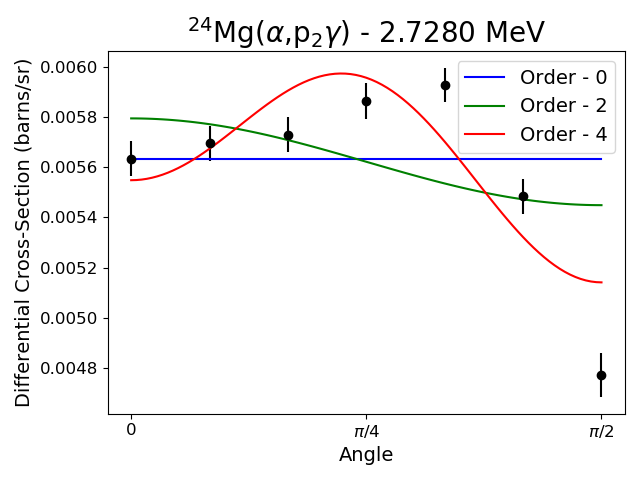 ²⁴Mg(α,p₂γ) - 2.7280 MeV
Differential Cross-Section (barns/sr)
0.0060
0.0058
0.0056
0.0054
0.0052
0.0050
0.0048
Order - 0
Order - 2
Order - 4
0
π/4
π/2
Angle